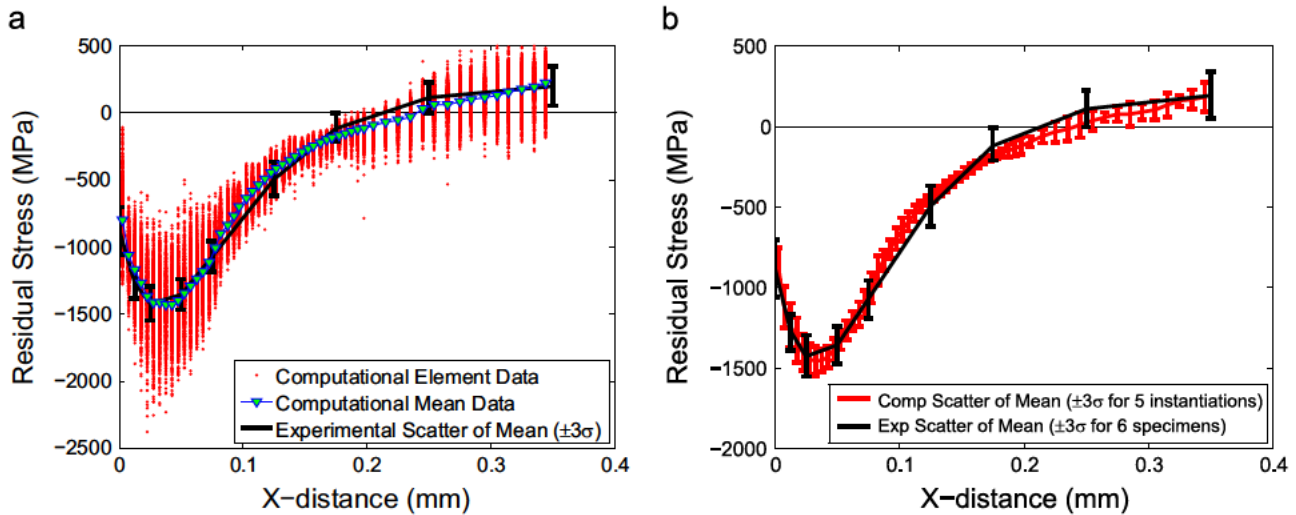 a
500
0
−500
−1000
−1500
−2000
−2500
Residual Stress (MPa)
Computational Element Data
Computational Mean Data
Experimental Scatter of Mean (±3σ)
0
0.1
0.2
0.3
0.4
X−distance (mm)
b
500
0
−500
−1000
−1500
−2000
Residual Stress (MPa)
Comp Scatter of Mean (±3σ for 5 instantiations)
Exp Scatter of Mean (±3σ for 6 specimens)
0
0.1
0.2
0.3
0.4
X−distance (mm)